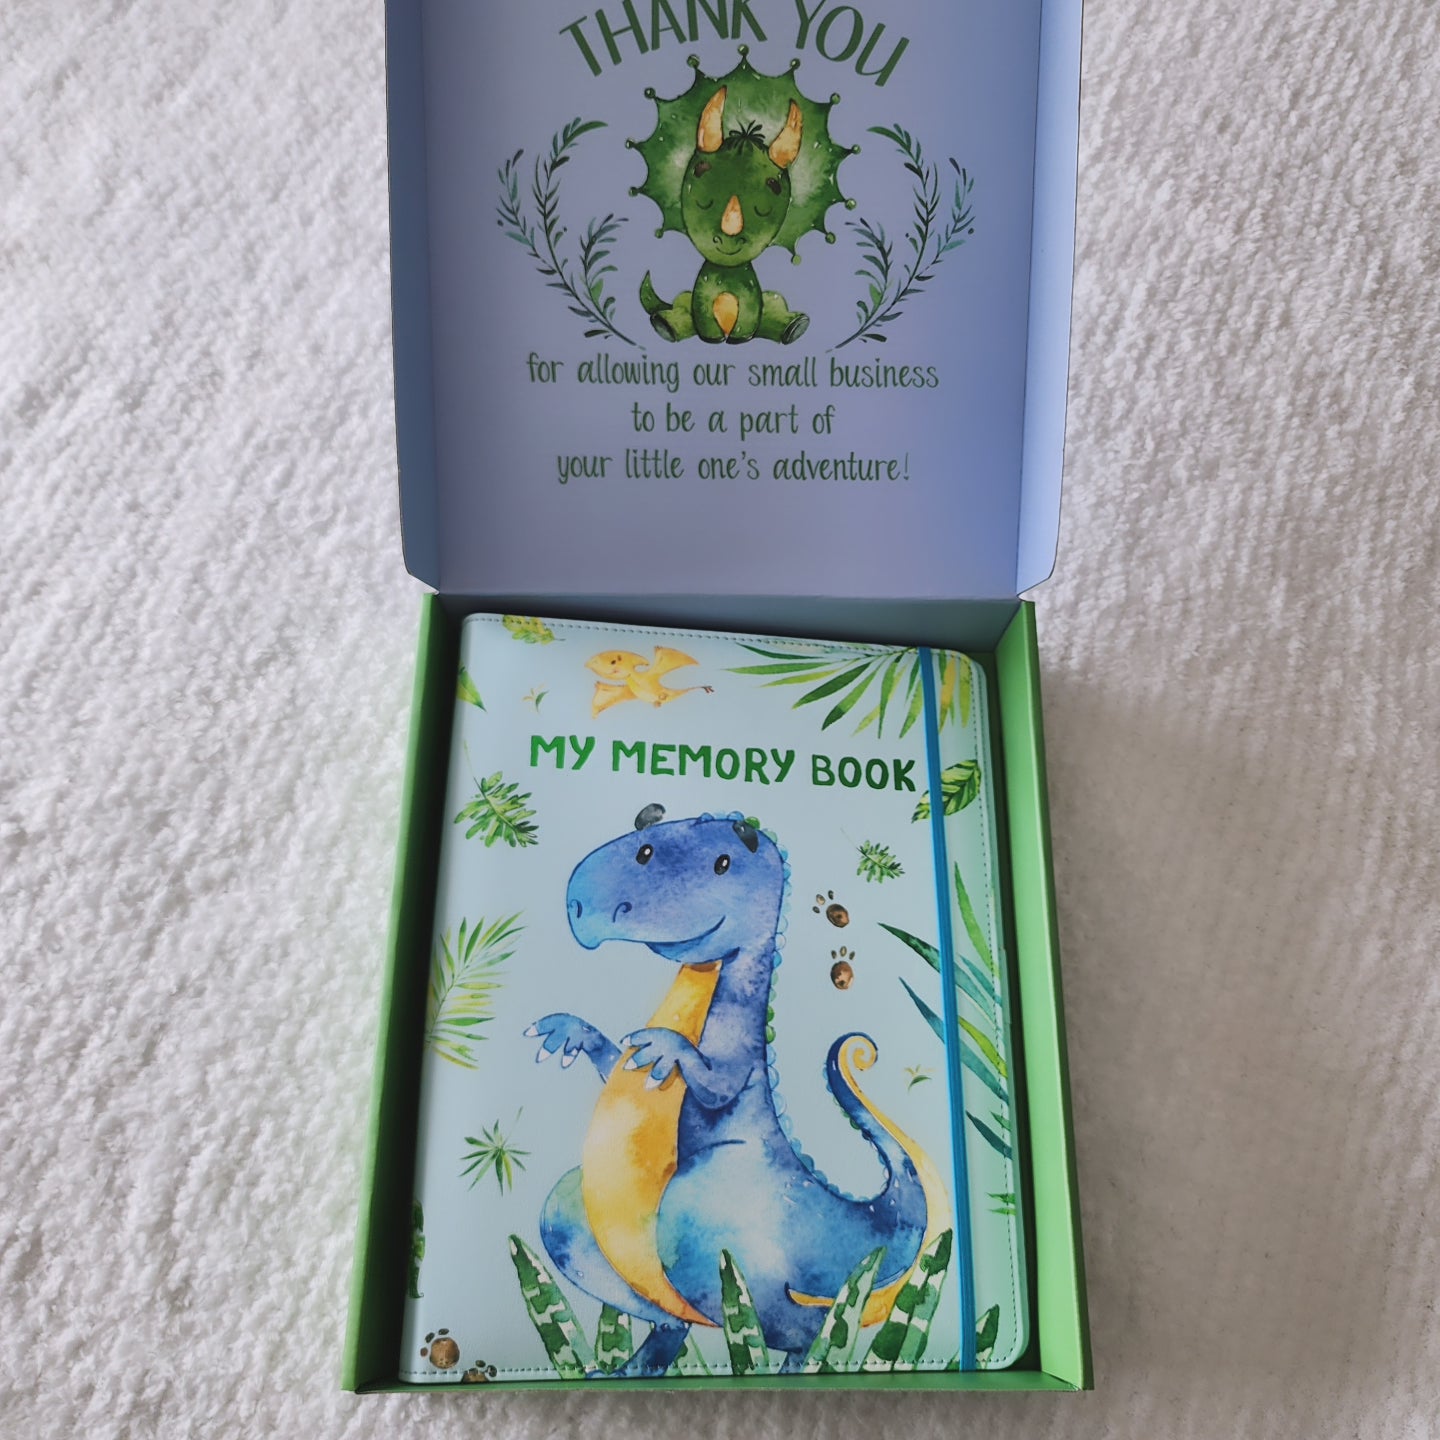 THANK YOU
for allowing our small business
to be a part of
your little one's adventure!
MY MEMORY BOOK